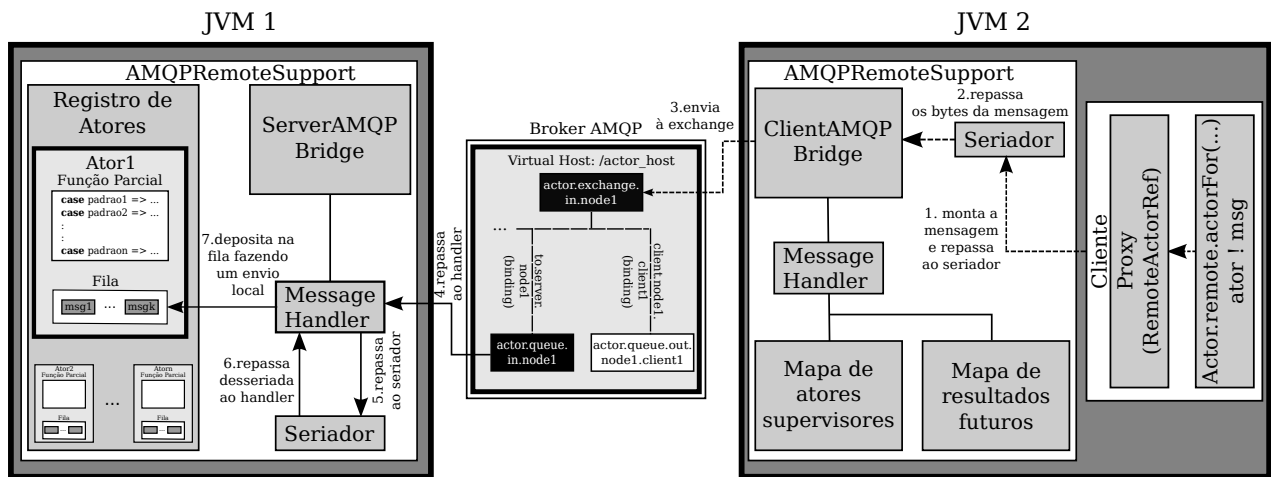 JVM 1
AMQPRemoteSupport
Registro de
Atores
Ator1
Função Parcial
case padrao1 => ...
case padrao2 => ...
:
:
case padraon => ...
Fila
msg1 ... msgk
Ator2
Função Parcial
Fila
...
...
Atorn
Função Parcial
Fila
...
ServerAMQP
Bridge
7.deposita na
fila fazendo
um envio
local
Message
Handler
6.repassa
desseriada
ao handler
5.repassa
ao seriador
Seriador
4.repassa
ao handler
Broker AMQP
Virtual Host: /actor_host
actor.exchange.
in.node1
...
to.server.
node1
(binding)
client.node1.
client1
(binding)
actor.queue.
in.node1
actor.queue.out.
node1.client1
3.envia
à exchange
JVM 2
AMQPRemoteSupport
ClientAMQP
Bridge
2.repassa
os bytes da mensagem
Seriador
1. monta a
mensagem
e repassa
ao seriador
Message
Handler
Mapa de
atores
supervisores
Mapa de
resultados
futuros
Cliente
Proxy
(RemoteActorRef)
Actor.remote.actorFor(...)
ator ! msg